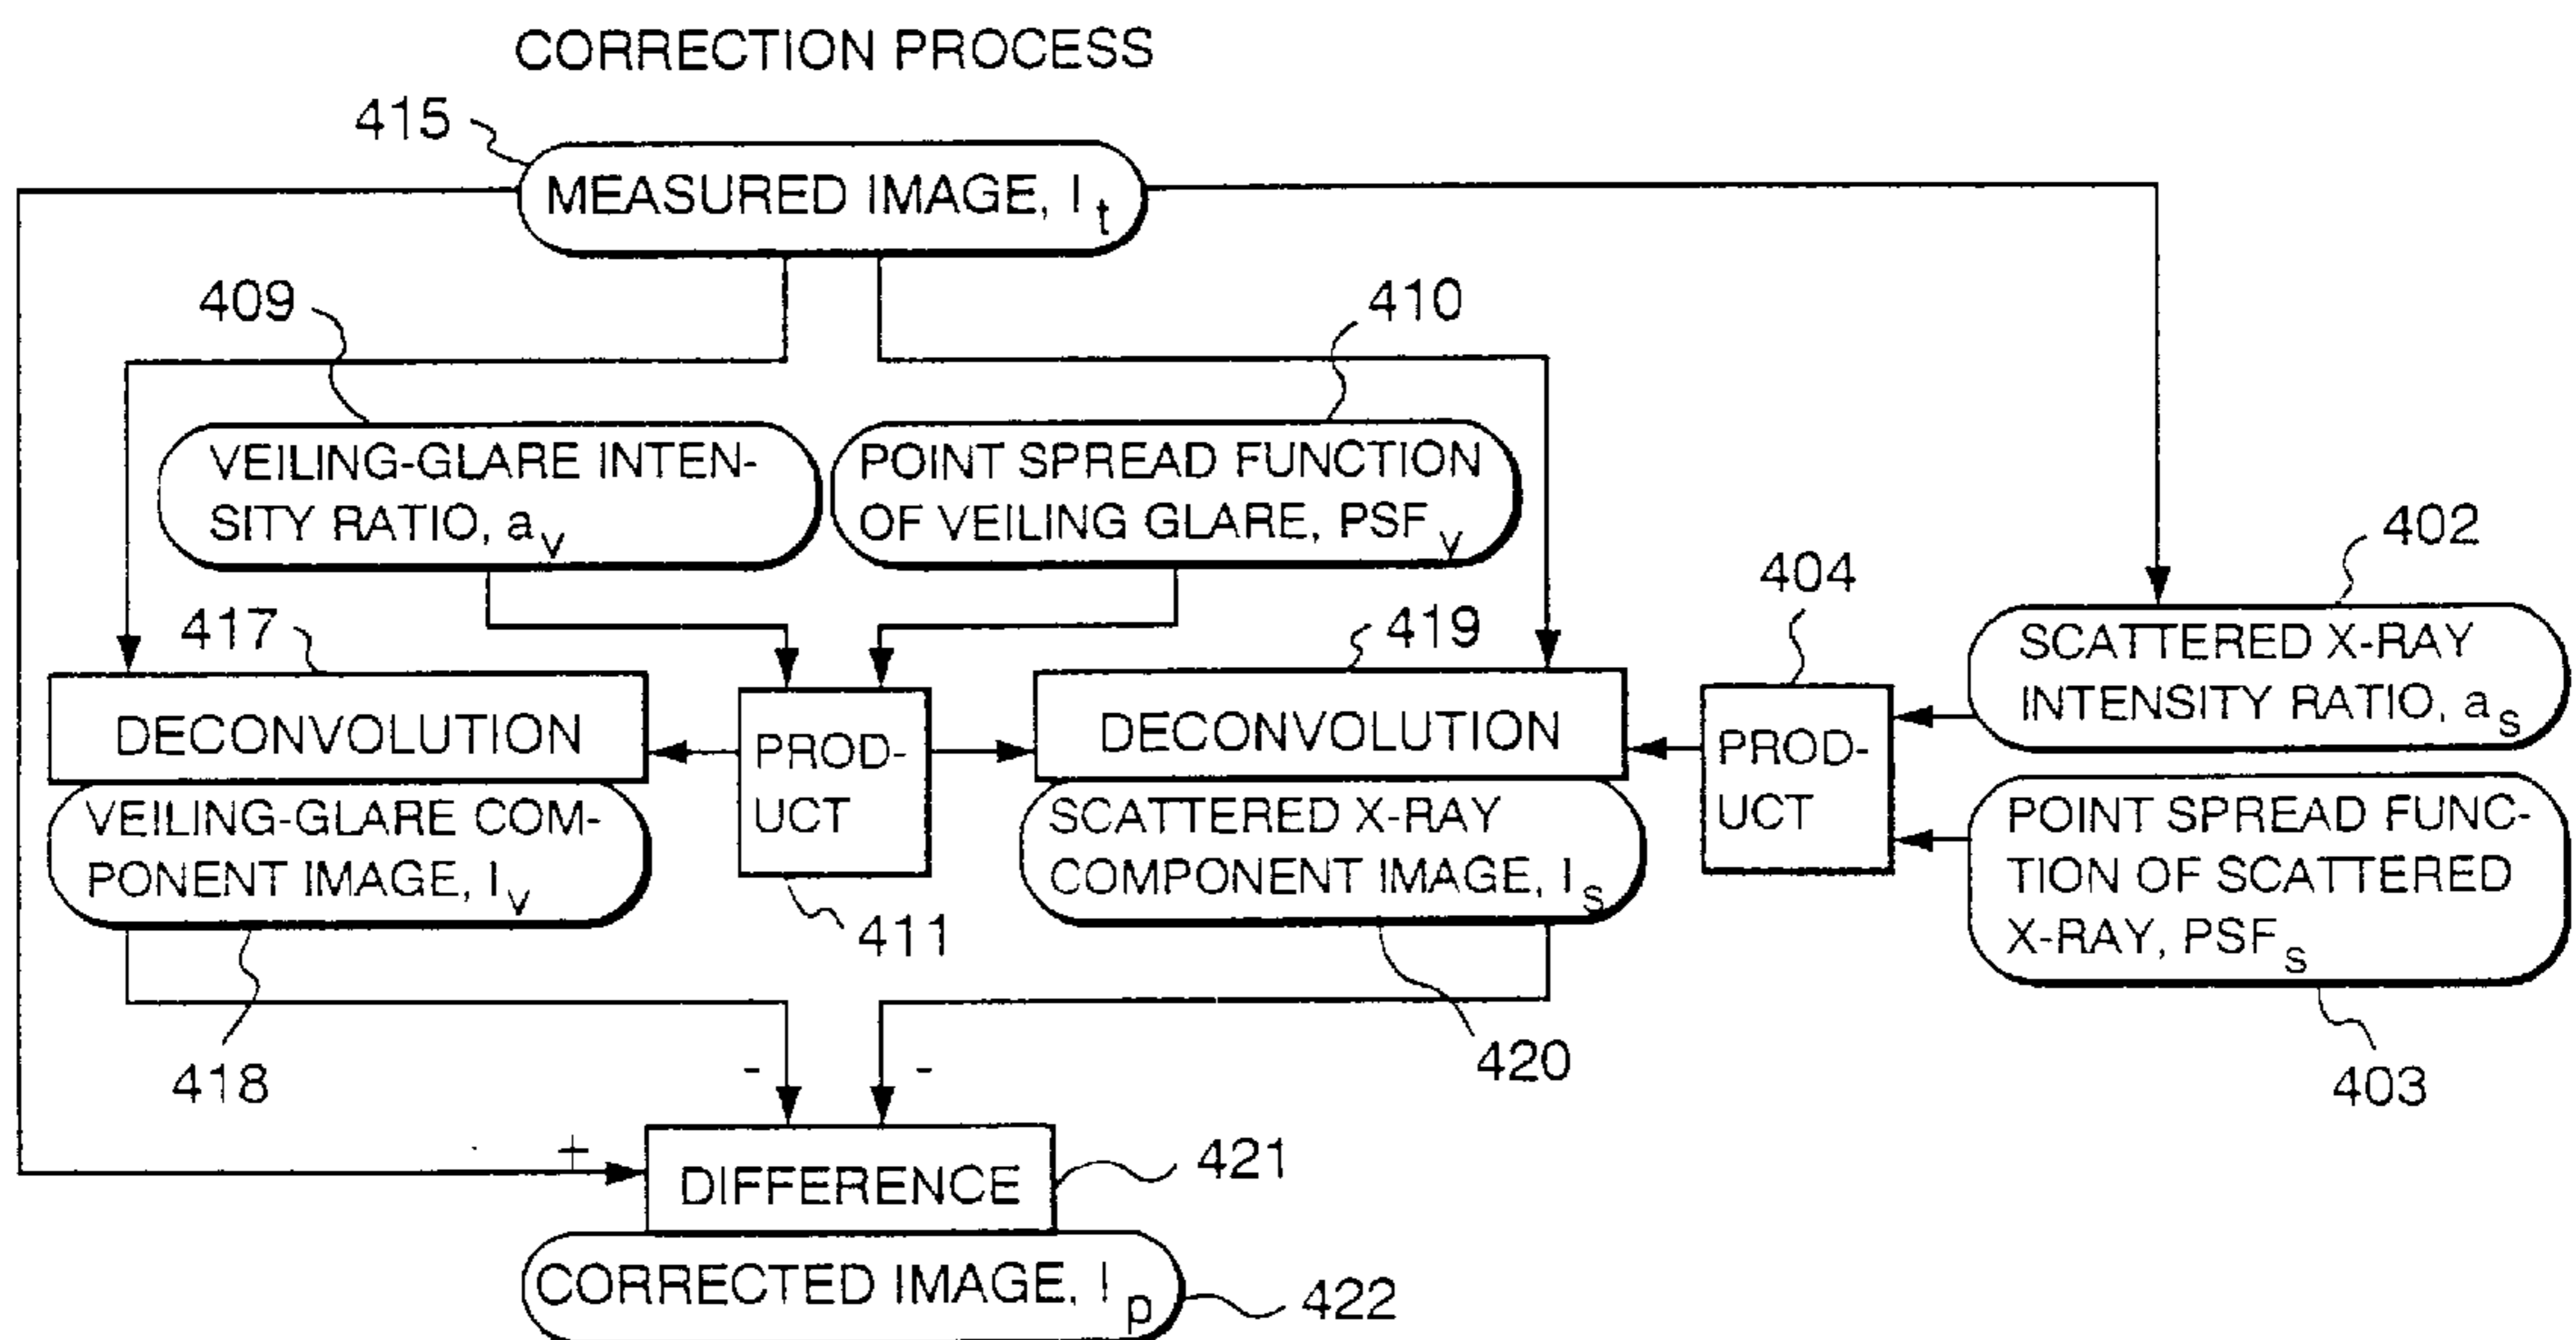 CORRECTION PROCESS
415
MEASURED IMAGE, I t
409
410
VEILING-GLARE INTEN-
SITY RATIO, a v
POINT SPREAD FUNCTION
OF VEILING GLARE, PSF v
402
404
417
419
SCATTERED X-RAY
INTENSITY RATIO, a s
DECONVOLUTION
PROD-
UCT
DECONVOLUTION
PROD-
UCT
VEILING-GLARE COM-
PONENT IMAGE, I v
SCATTERED X-RAY
COMPONENT IMAGE, I s
POINT SPREAD FUNC-
TION OF SCATTERED
X-RAY, PSF s
411
418
420
403
- -
+
DIFFERENCE
421
CORRECTED IMAGE, I p
422